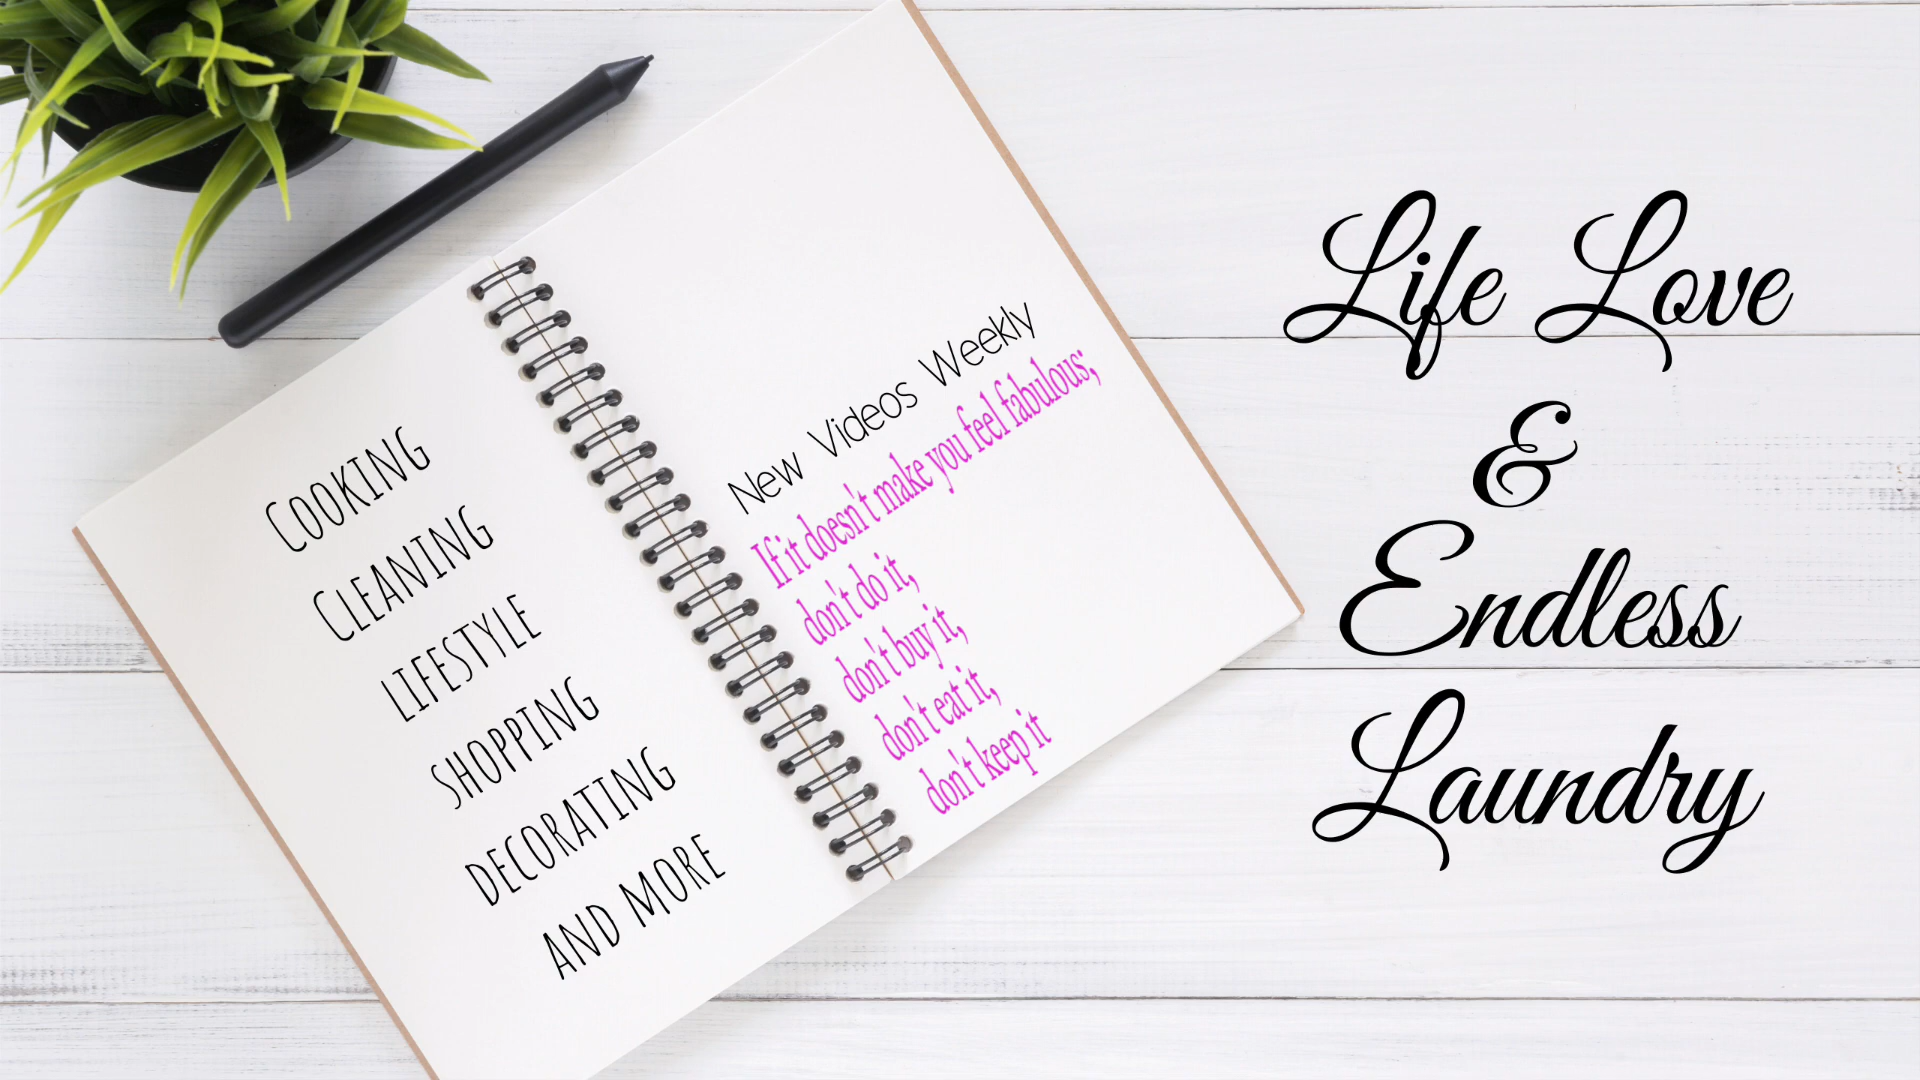 COOKING
CLEANING
LIFESTYLE
SHOPPING
DECORATING
AND MORE
New Videos Weekly
If it doesn't make you feel fabulous;
don't do it,
don't buy it,
don't eat it,
don't keep it
Life Love
&
Endless
Laundry